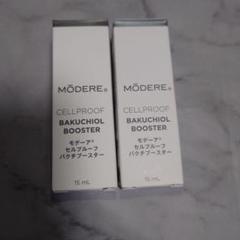 MODERE®
CELLPROOF
BAKUCHIOL
BOOSTER
モデーア®
セルプルーフ
バクチブースター
15 mL
MODERE®
CELLPROOF
BAKUCHIOL
BOOSTER
モデーア®
セルプルーフ
バクチブースター
15 mL